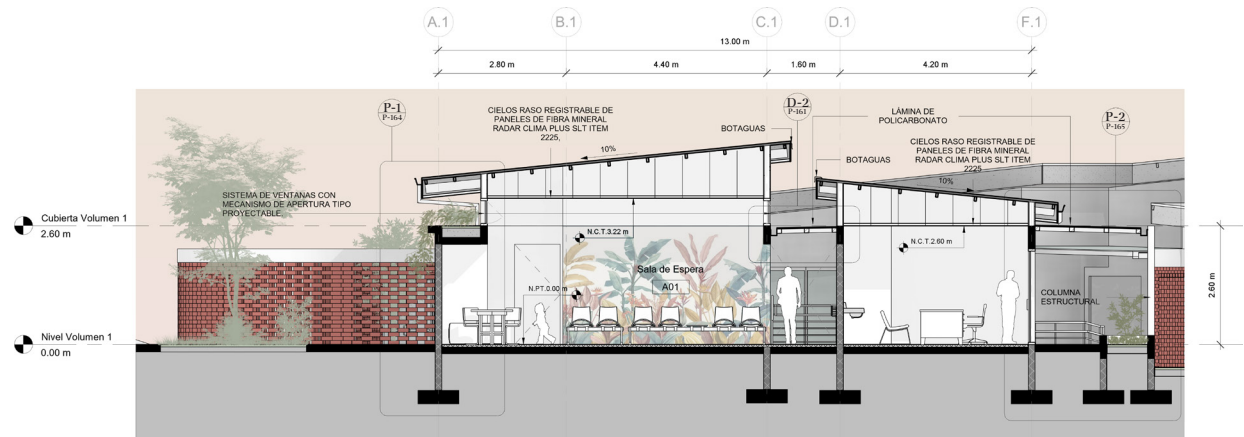 A.1
B.1
C.1
D.1
F.1
13.00 m
2.80 m
4.40 m
1.60 m
4.20 m
P-1
P-164
CIELOS RASO REGISTRABLE DE
PANELES DE FIBRA MINERAL
RADAR CLIMA PLUS SLT ITEM
2225,
BOTAGUAS
D-2
P-161
LÁMINA DE
POLICARBONATO
P-2
P-165
CIELOS RASO REGISTRABLE DE
PANELES DE FIBRA MINERAL
RADAR CLIMA PLUS SLT ITEM
2225
BOTAGUAS
10%
10%
SISTEMA DE VENTANAS CON
MECANISMO DE APERTURA TIPO
PROYECTABLE.
Cubierta Volumen 1
2.60 m
N.C.T.3.22 m
N.C.T.2.60 m
Sala de Espera
A01
N.PT.0.00 m
COLUMNA
ESTRUCTURAL
2.60 m
Nivel Volumen 1
0.00 m